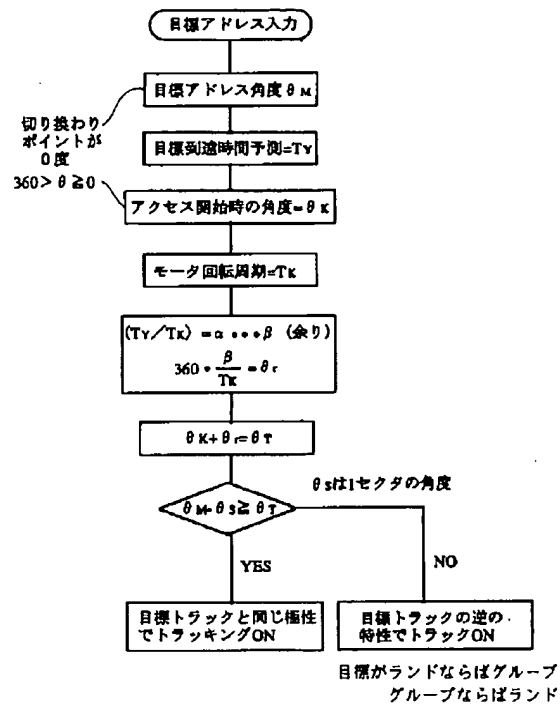 目標アドレス入力
目標アドレス角度θM
切り換わり
ポイントが
0度
360>θ≧0
目標到達時間予測=TY
アクセス開始時の角度=θK
モータ回転周期=TK
(TY/TK)=α・・・β (余り)
360*β/TK=θr
θK+θr=θT
θM-θS≧θT
θSは1セクタの角度
YES
NO
目標トラックと同じ極性
でトラッキングON
目標トラックの逆の
特性でトラックON
目標がランドならばグルーブ
グルーブならばランド